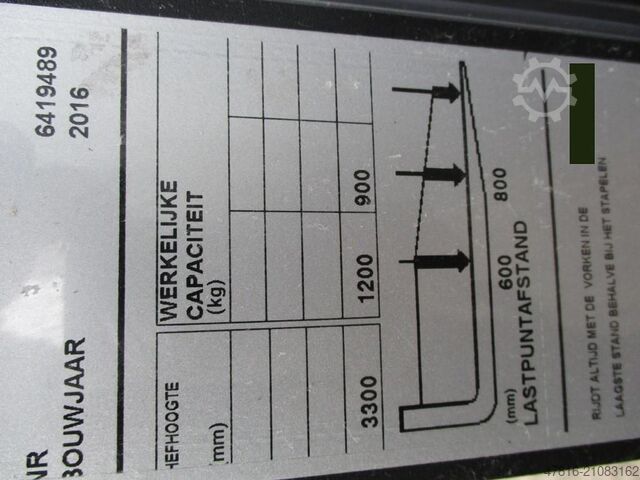 NR 6419489
BOUWJAAR 2016
HEFHOOGTE
(mm)
WERKELIJKE
CAPACITEIT
(kg)
3300 1200 900
600 800
(mm)
LASTPUNTAFSTAND
RIJDT ALTIJD MET DE VORKEN IN DE
LAAGSTE STAND BEHALVE BIJ HET STAPELEN
47616-21083162